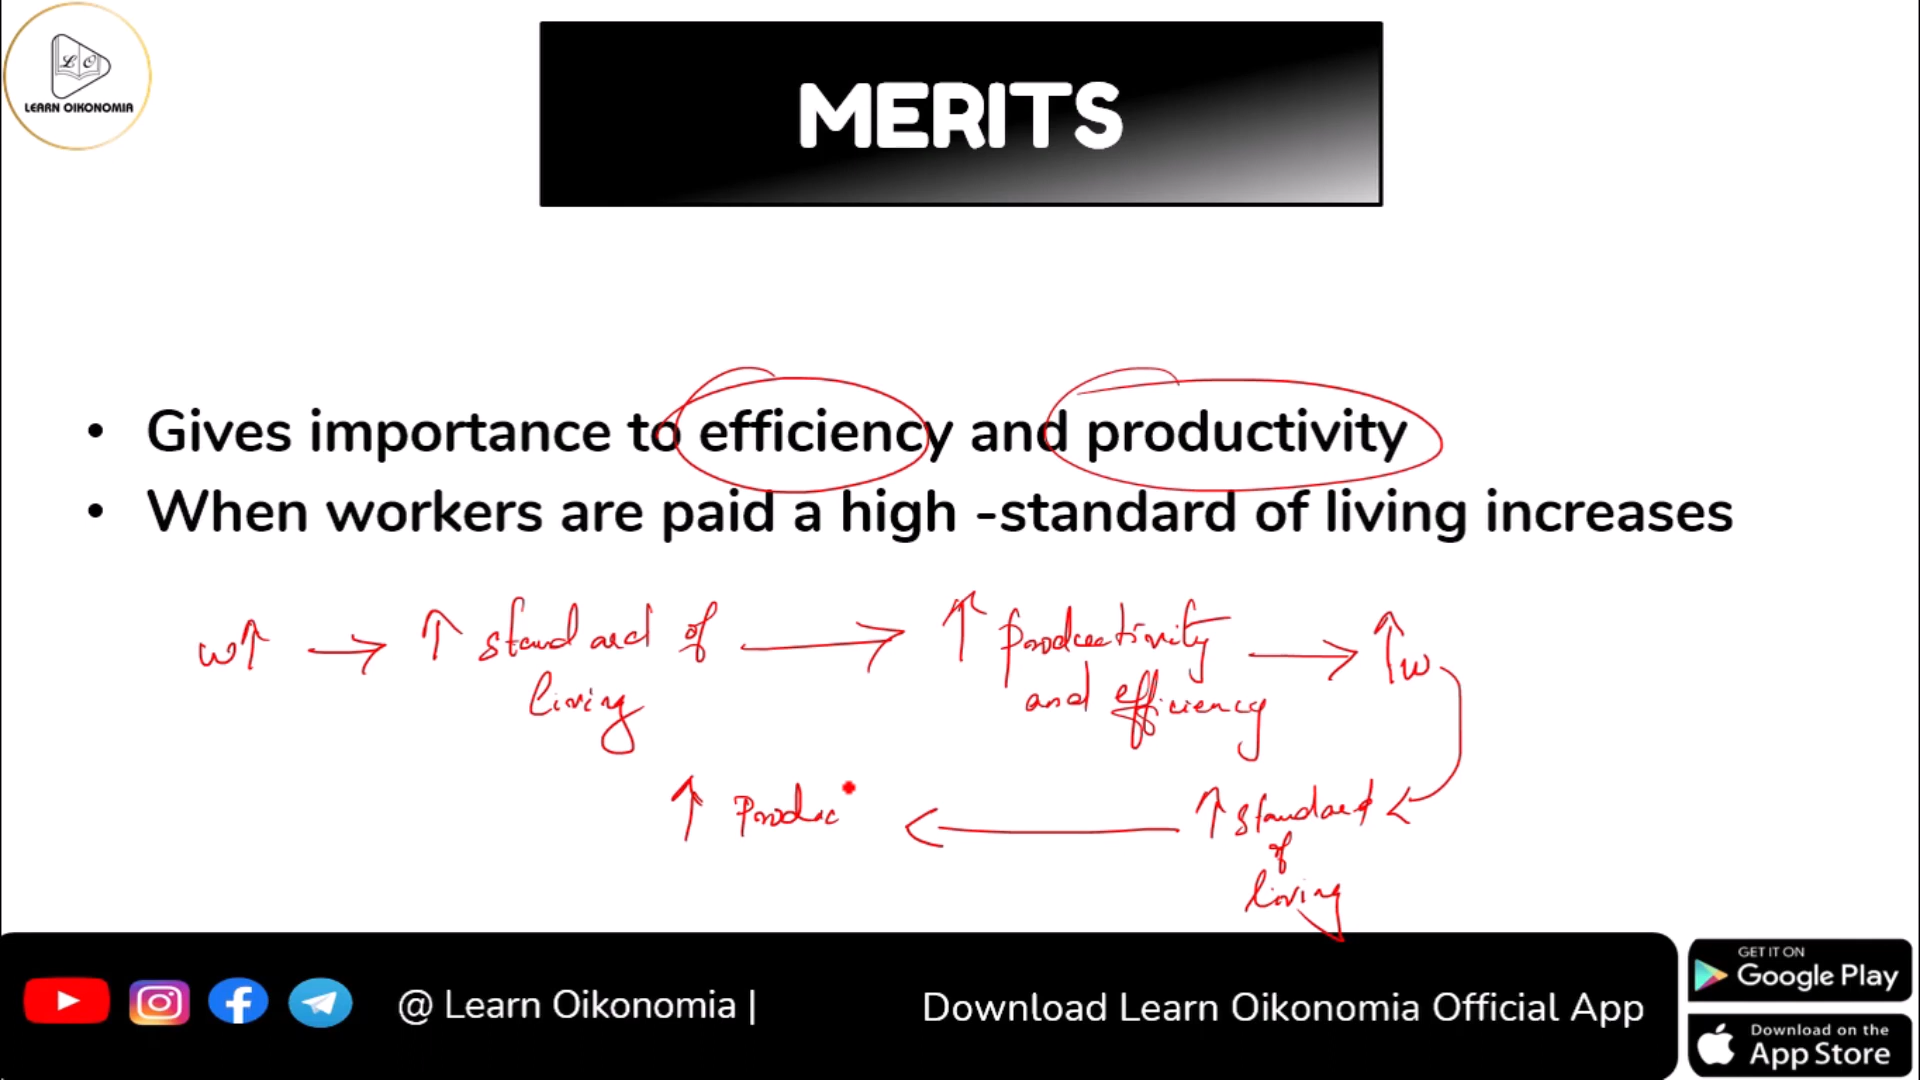 LO
LEARN OIKONOMIA
MERITS
• Gives importance to efficiency and productivity
• When workers are paid a high -standard of living increases
w↑ → ↑ standard of living → ↑ productivity and efficiency → ↑w
↑ standard of living
↑ Produc
@ Learn Oikonomia |
Download Learn Oikonomia Official App
GET IT ON
Google Play
Download on the
App Store